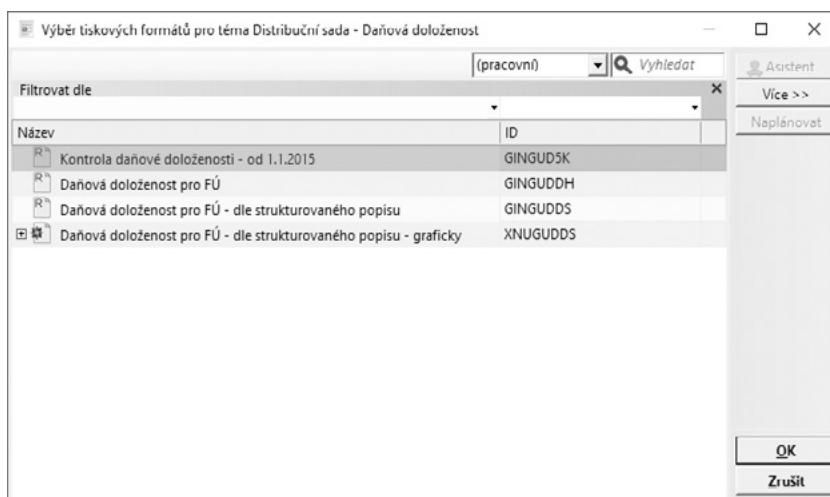 Výběr tiskových formátů pro téma Distribuční sada - Daňová doloženost
(pracovní) Vyhledat
Asistent
Filtrovat dle
Více >>
Naplánovat
Název ID
Kontrola daňové doloženosti - od 1.1.2015 GINGUD5K
Daňová doloženost pro FÚ GINGUDDH
Daňová doloženost pro FÚ - dle strukturovaného popisu GINGUDDS
Daňová doloženost pro FÚ - dle strukturovaného popisu - graficky XNUGUDDS
OK
Zrušit